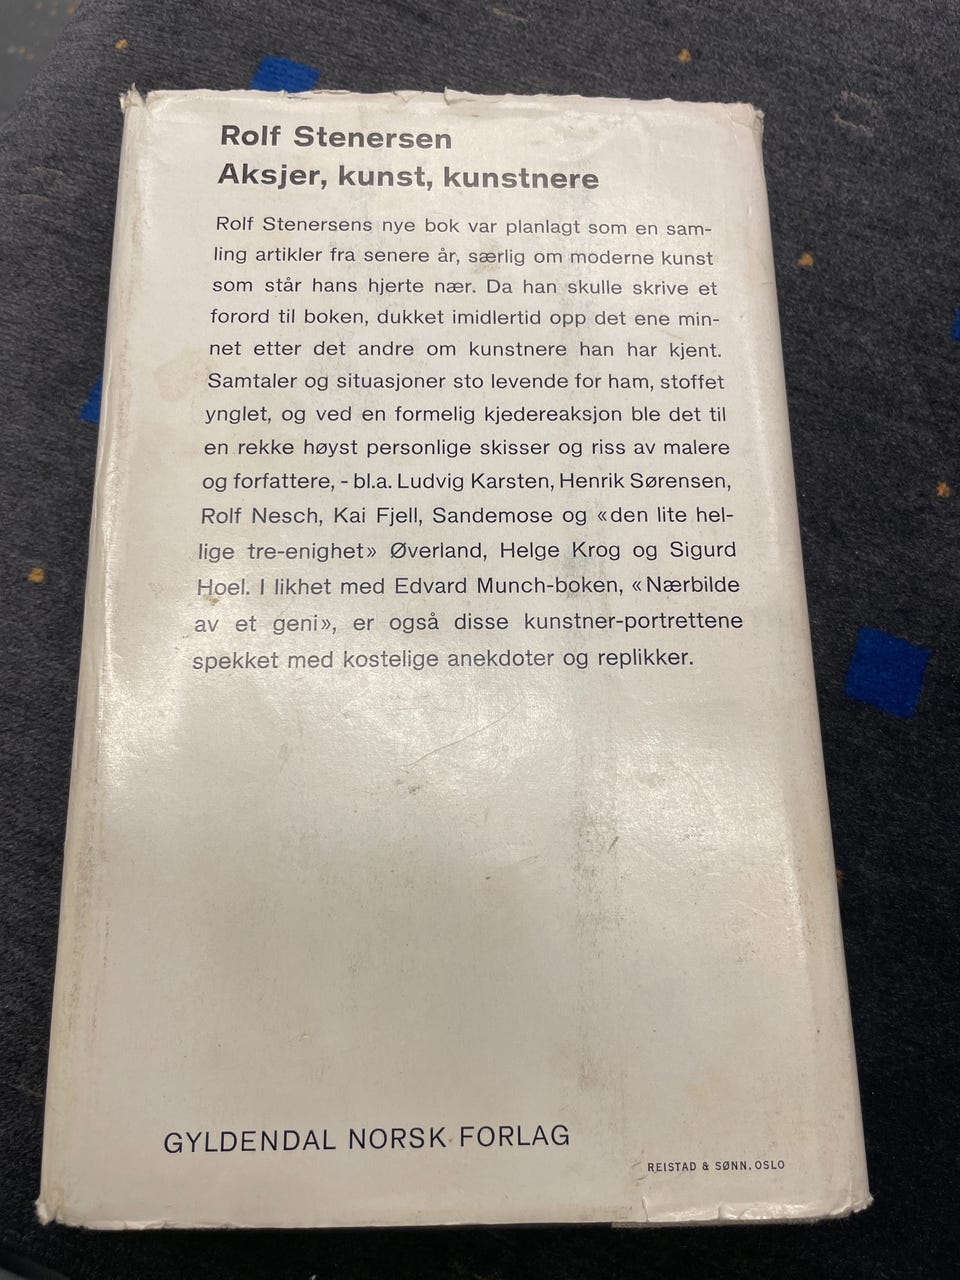 Rolf Stenersen
Aksjer, kunst, kunstnere
Rolf Stenersens nye bok var planlagt som en sam-
ling artikler fra senere år, særlig om moderne kunst
som står hans hjerte nær. Da han skulle skrive et
forord til boken, dukket imidlertid opp det ene min-
net etter det andre om kunstnere han har kjent.
Samtaler og situasjoner sto levende for ham, stoffet
ynglet, og ved en formelig kjedereaksjon ble det til
en rekke høyst personlige skisser og riss av malere
og forfattere, - bl.a. Ludvig Karsten, Henrik Sørensen,
Rolf Nesch, Kai Fjell, Sandemose og «den lite hel-
lige tre-enighet» Øverland, Helge Krog og Sigurd
Hoel. I likhet med Edvard Munch-boken, «Nærbilde
av et geni», er også disse kunstner-portrettene
spekket med kostelige anekdoter og replikker.
GYLDENDAL NORSK FORLAG
REISTAD & SØNN. OSLO